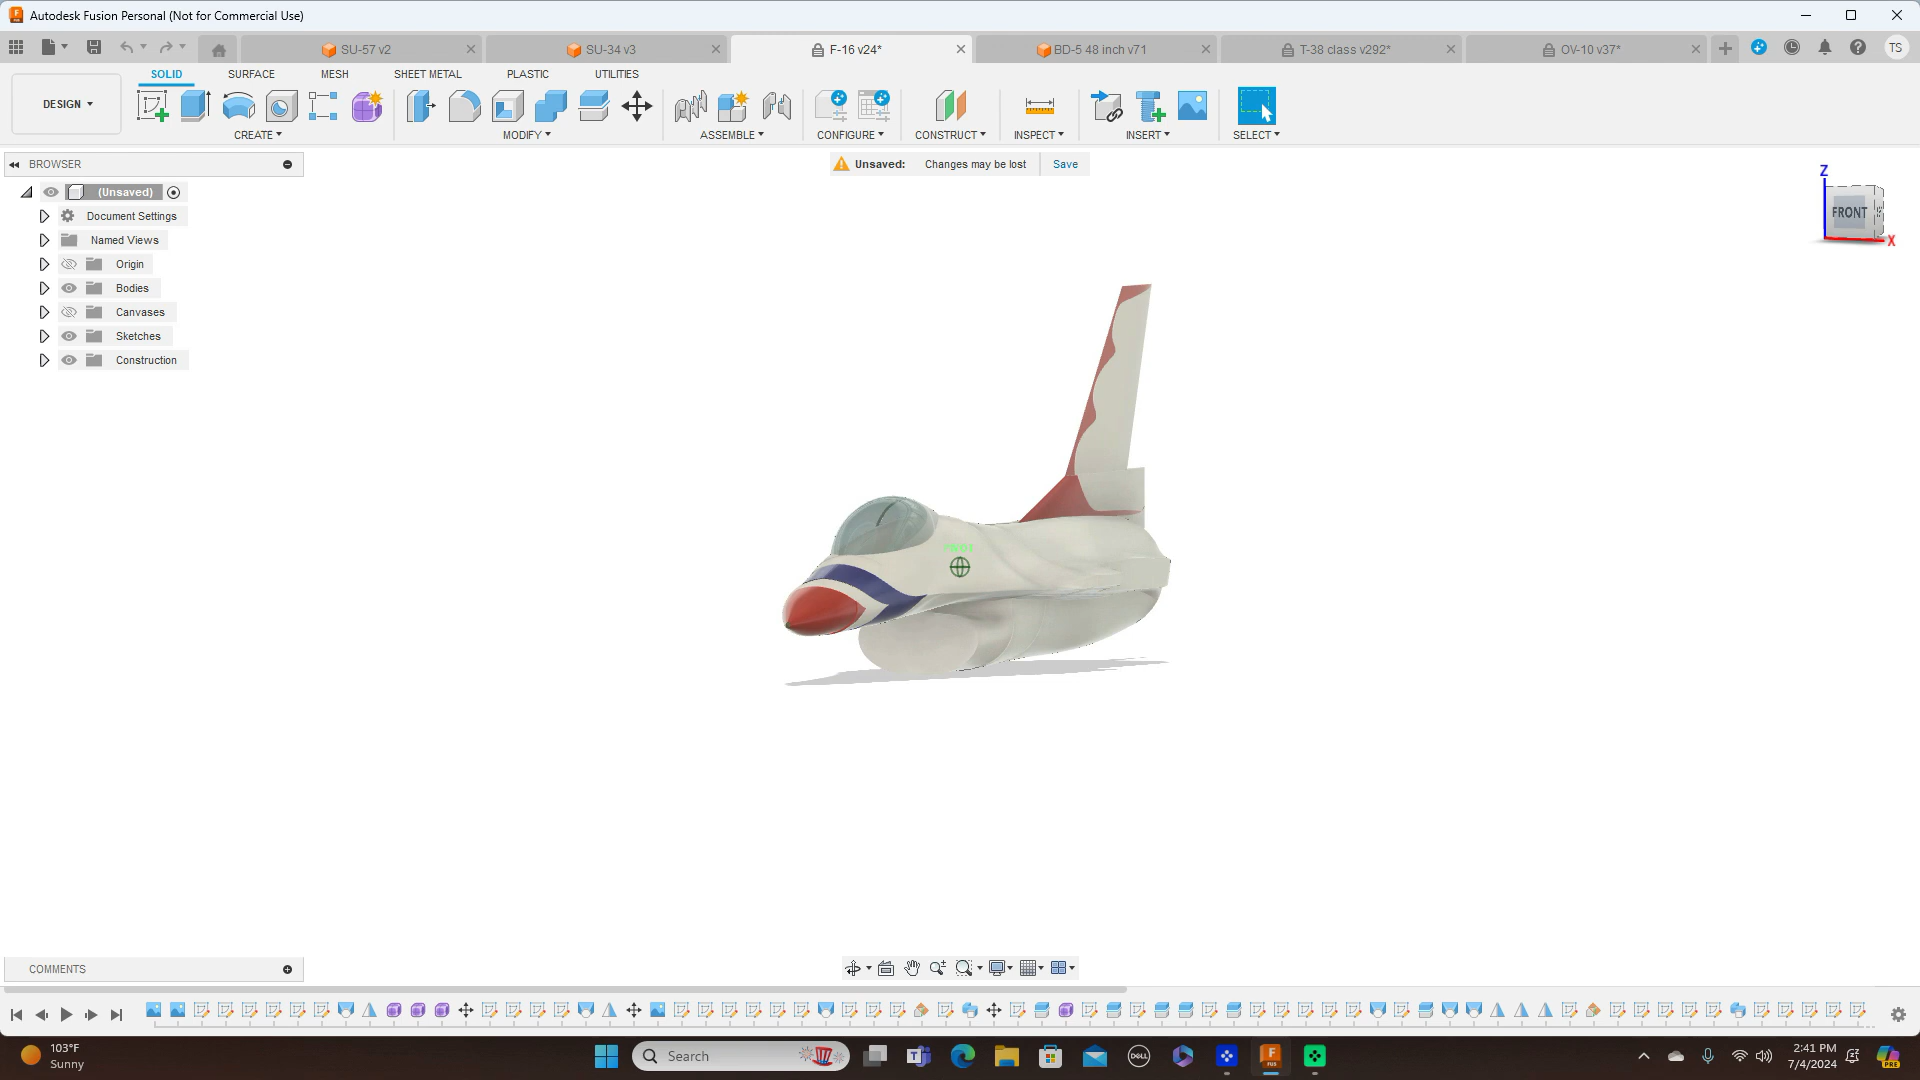 Autodesk Fusion Personal (Not for Commercial Use)
SU-57 v2
SU-34 v3
F-16 v24*
BD-5 48 inch v71
T-38 class v292*
OV-10 v37*
TS
SOLID
SURFACE
MESH
SHEET METAL
PLASTIC
UTILITIES
DESIGN
CREATE
MODIFY
ASSEMBLE
CONFIGURE
CONSTRUCT
INSPECT
INSERT
SELECT
BROWSER
Unsaved:
Changes may be lost
Save
(Unsaved)
Document Settings
Named Views
Origin
Bodies
Canvases
Sketches
Construction
Z
FRONT
X
COMMENTS
103°F
Sunny
Search
DELL
FUS
2:41 PM
7/4/2024
PRE